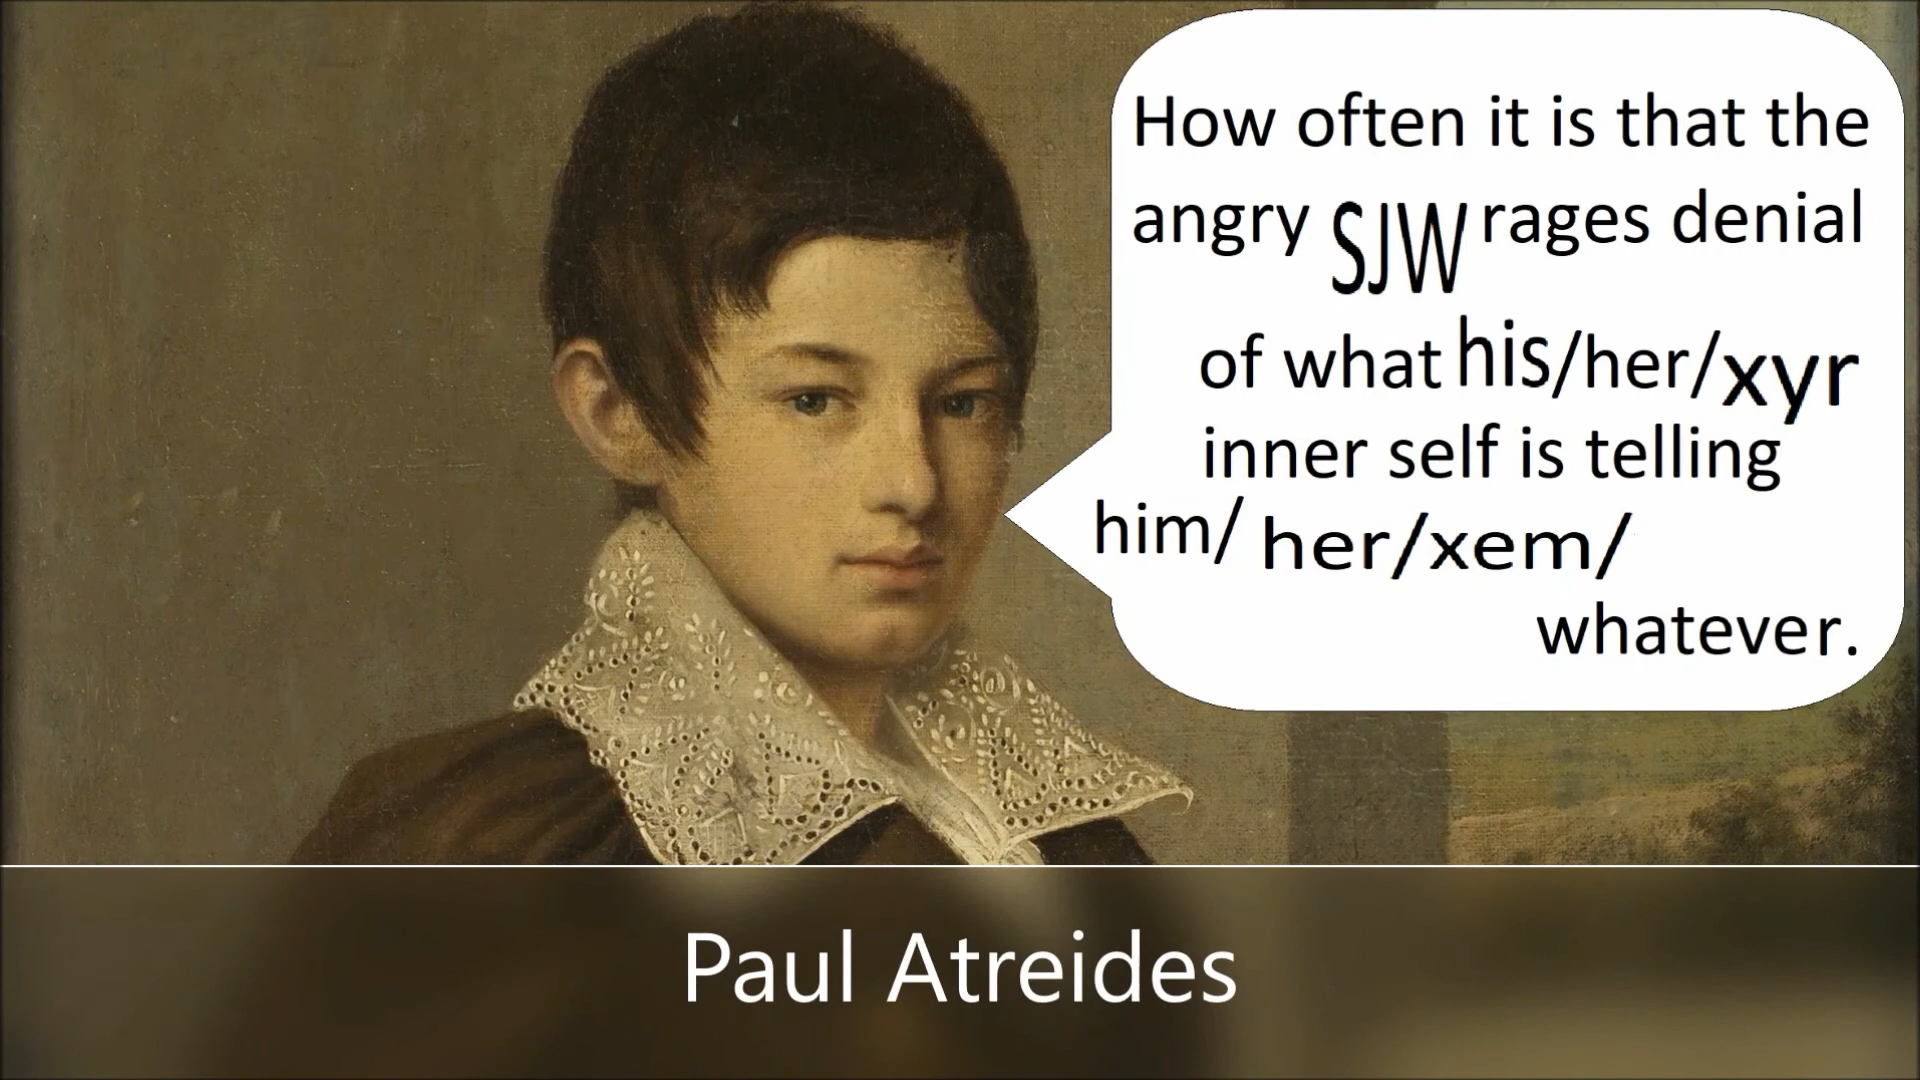 How often it is that the
angry SJW rages denial
of what his/her/xyr
inner self is telling
him/ her/xem/
whatever.
Paul Atreides